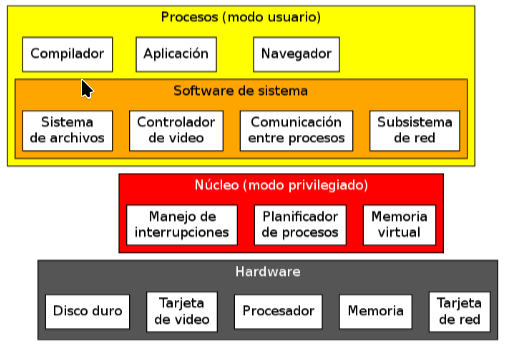 Procesos (modo usuario)
Compilador
Aplicación
Navegador
Software de sistema
Sistema
de archivos
Controlador
de video
Comunicación
entre procesos
Subsistema
de red
Núcleo (modo privilegiado)
Manejo de
interrupciones
Planificador
de procesos
Memoria
virtual
Hardware
Disco duro
Tarjeta
de video
Procesador
Memoria
Tarjeta
de red